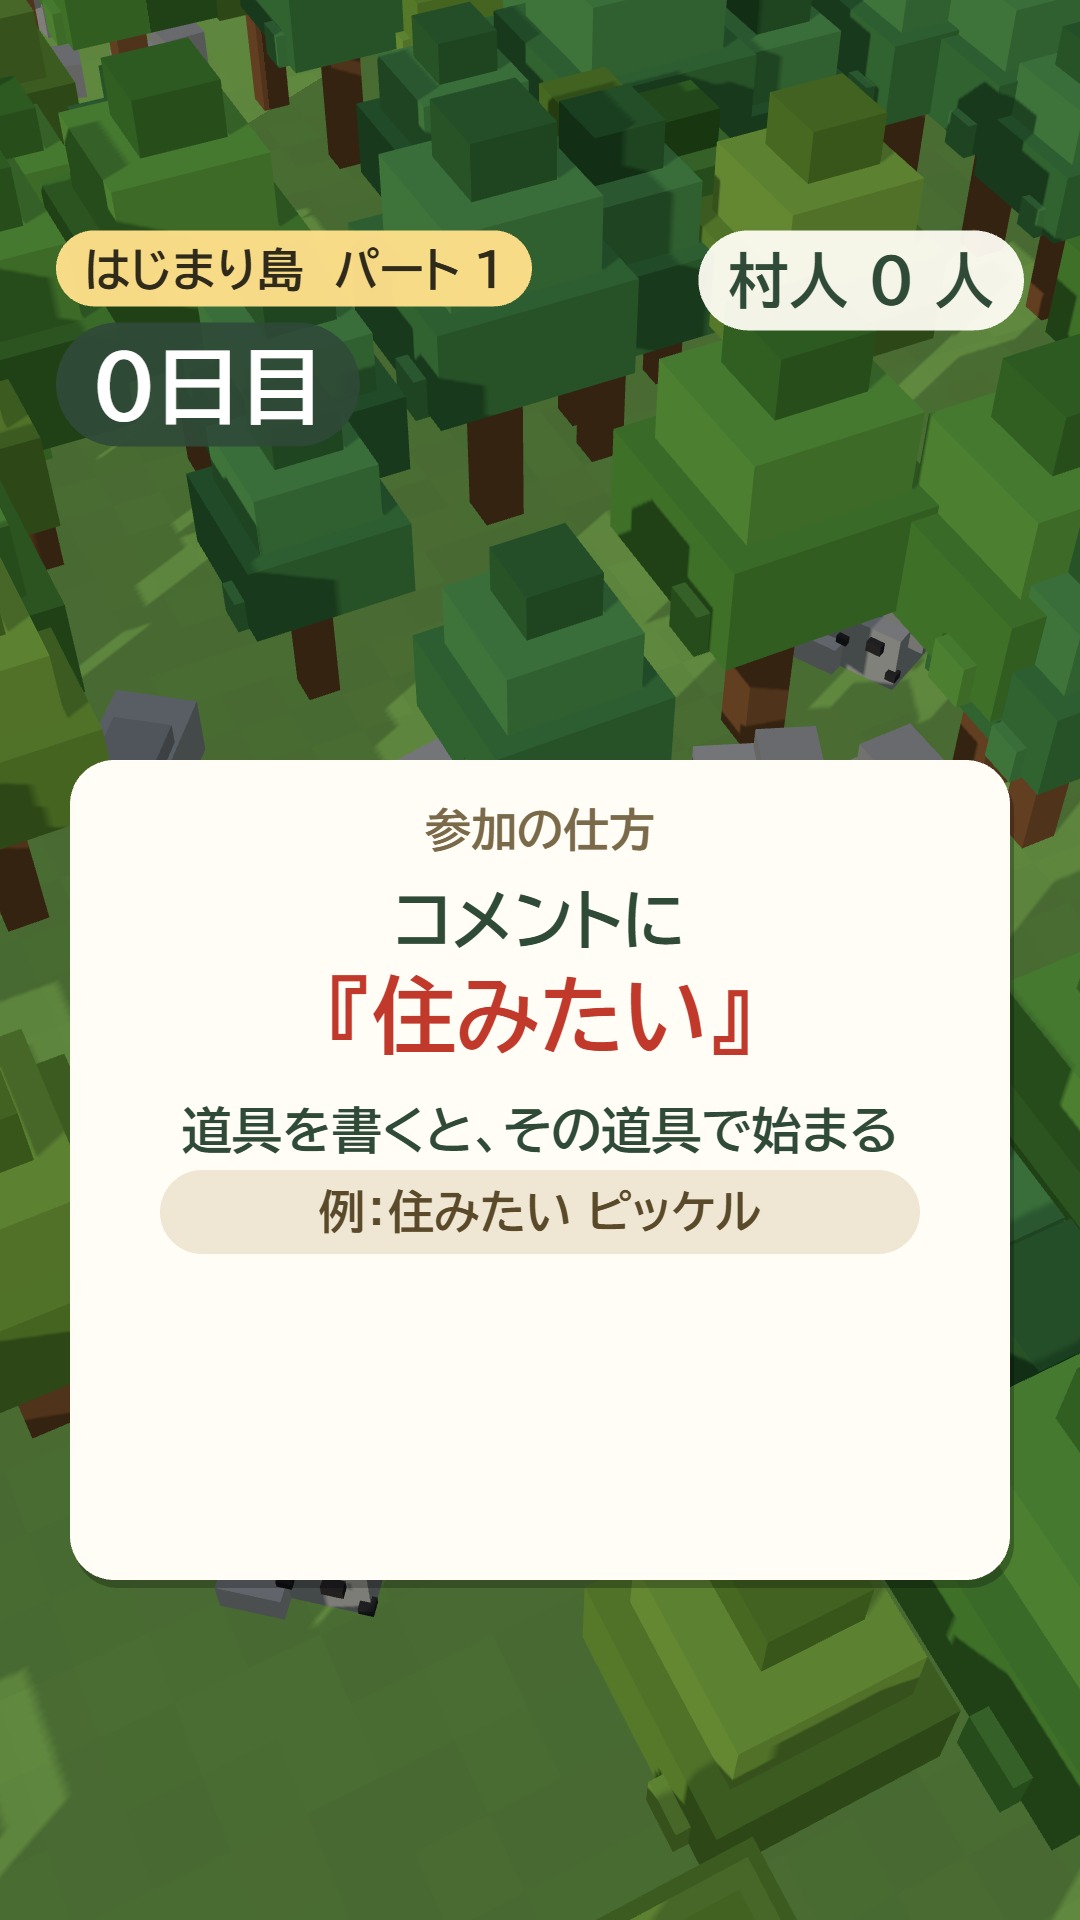 はじまり島 パート 1
村人 0 人
0日目
参加の仕方
コメントに
『住みたい』
道具を書くと、その道具で始まる
例：住みたい ピッケル